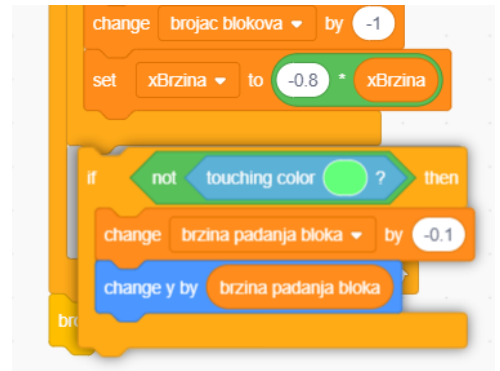 change brojac blokova by -1
set xBrzina to -0.8 * xBrzina
if not touching color ? then
change brzina padanja bloka by -0.1
change y by brzina padanja bloka